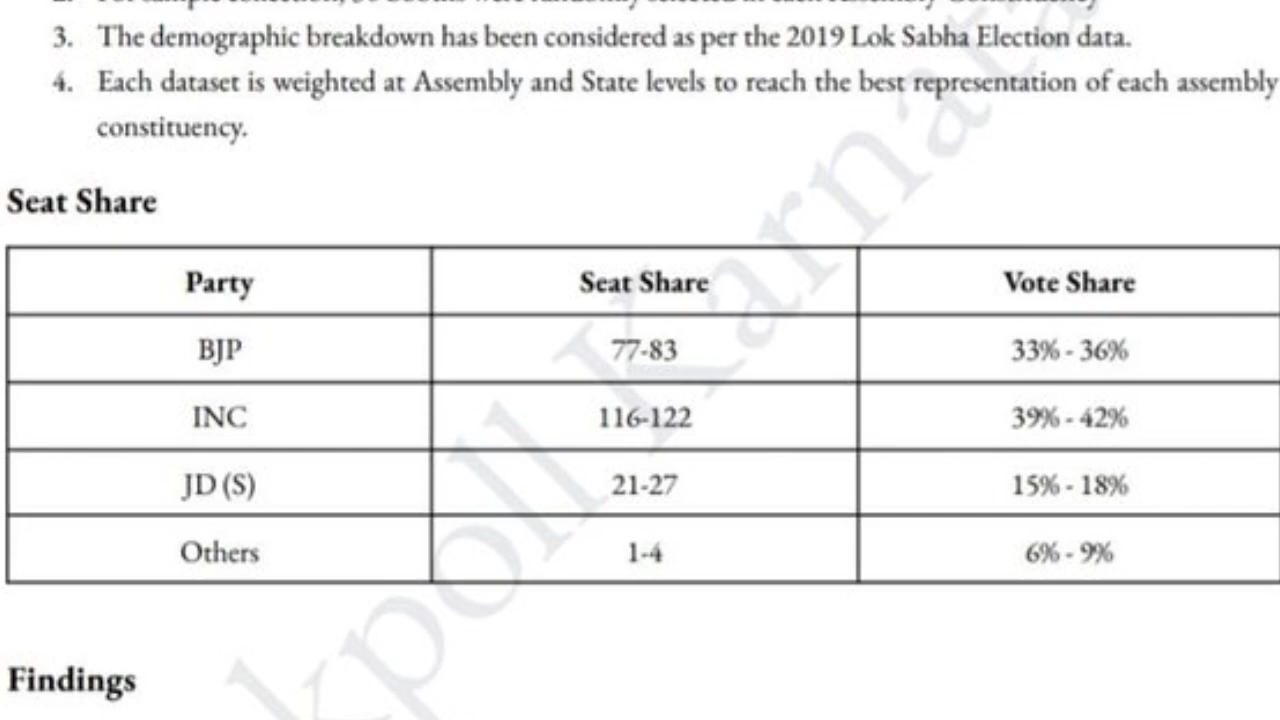 3. The demographic breakdown has been considered as per the 2019 Lok Sabha Election data.
4. Each dataset is weighted at Assembly and State levels to reach the best representation of each assembly
constituency.
Seat Share
Party Seat Share Vote Share
BJP 77-83 33% - 36%
INC 116-122 39% - 42%
JD (S) 21-27 15% - 18%
Others 1-4 6% - 9%
Findings
kpoll Karnata